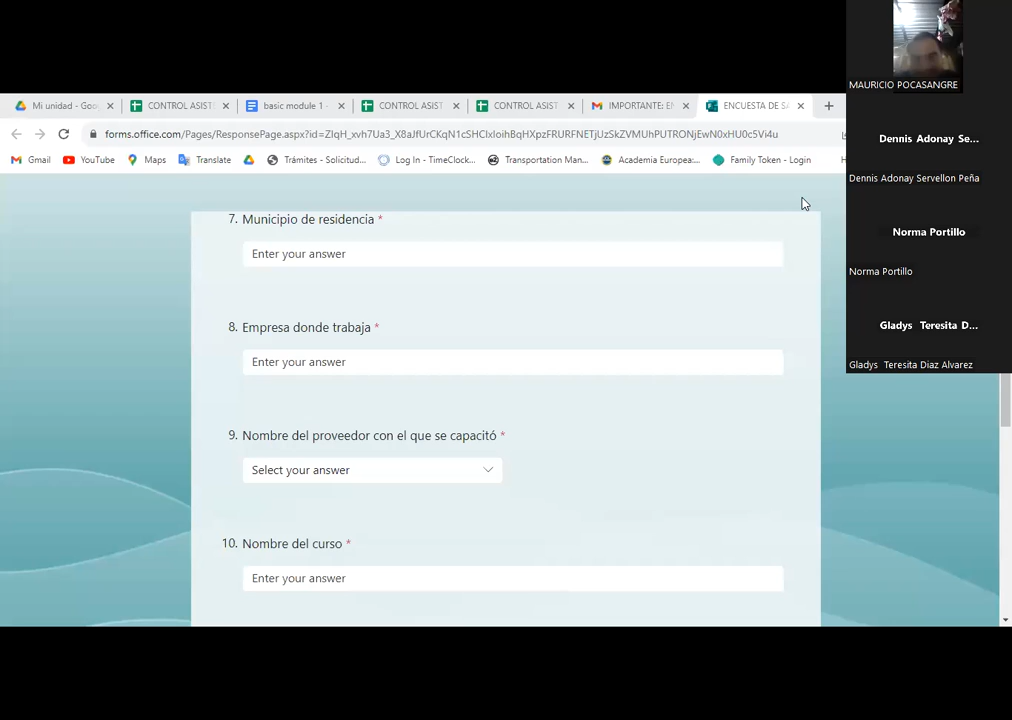 Mi unidad - Goo
CONTROL ASIST
basic module 1 -
CONTROL ASIST
CONTROL ASIST
IMPORTANTE: EN
ENCUESTA DE SA
forms.office.com/Pages/ResponsePage.aspx?id=ZIqH_xvh7Ua3_X8aJfUrCKqN1cSHClxIoihBqHXpzFRURFNETjUzSkZVMUhPUTRONjEwN0xHU0c5Vi4u
Gmail
YouTube
Maps
Translate
Trámites - Solicitud...
Log In - TimeClock...
Transportation Man...
Academia Europea:...
Family Token - Login
7. Municipio de residencia *
Enter your answer
8. Empresa donde trabaja *
Enter your answer
9. Nombre del proveedor con el que se capacitó *
Select your answer
10. Nombre del curso *
Enter your answer
MAURICIO POCASANGRE
Dennis Adonay Se...
Dennis Adonay Servellon Peña
Norma Portillo
Norma Portillo
Gladys Teresita D...
Gladys Teresita Diaz Alvarez